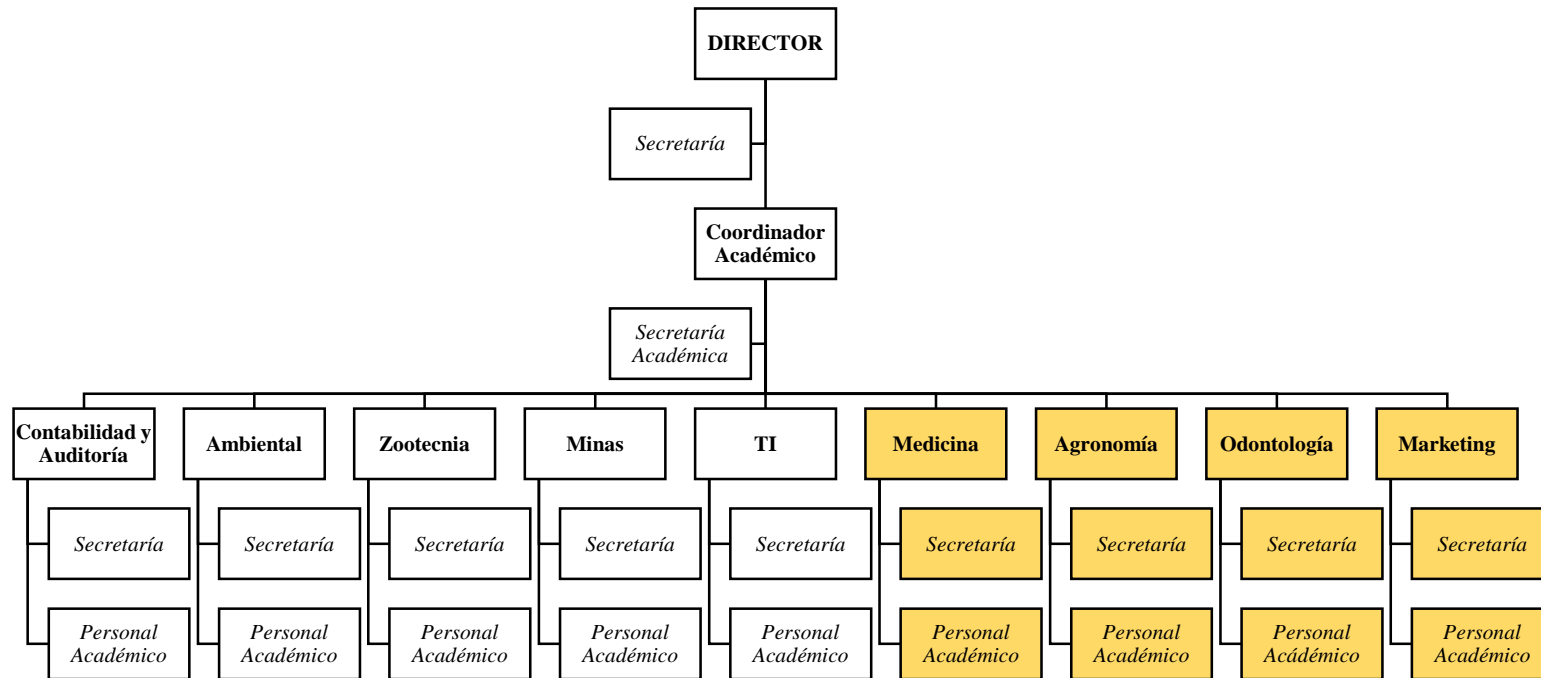 DIRECTOR
Secretaría
Coordinador
Académico
Secretaría
Académica
Contabilidad y
Auditoría
Ambiental
Zootecnia
Minas
TI
Medicina
Agronomía
Odontología
Marketing
Secretaría
Secretaría
Secretaría
Secretaría
Secretaría
Secretaría
Secretaría
Secretaría
Secretaría
Personal
Académico
Personal
Académico
Personal
Académico
Personal
Académico
Personal
Académico
Personal
Académico
Personal
Académico
Personal
Acádémico
Personal
Académico